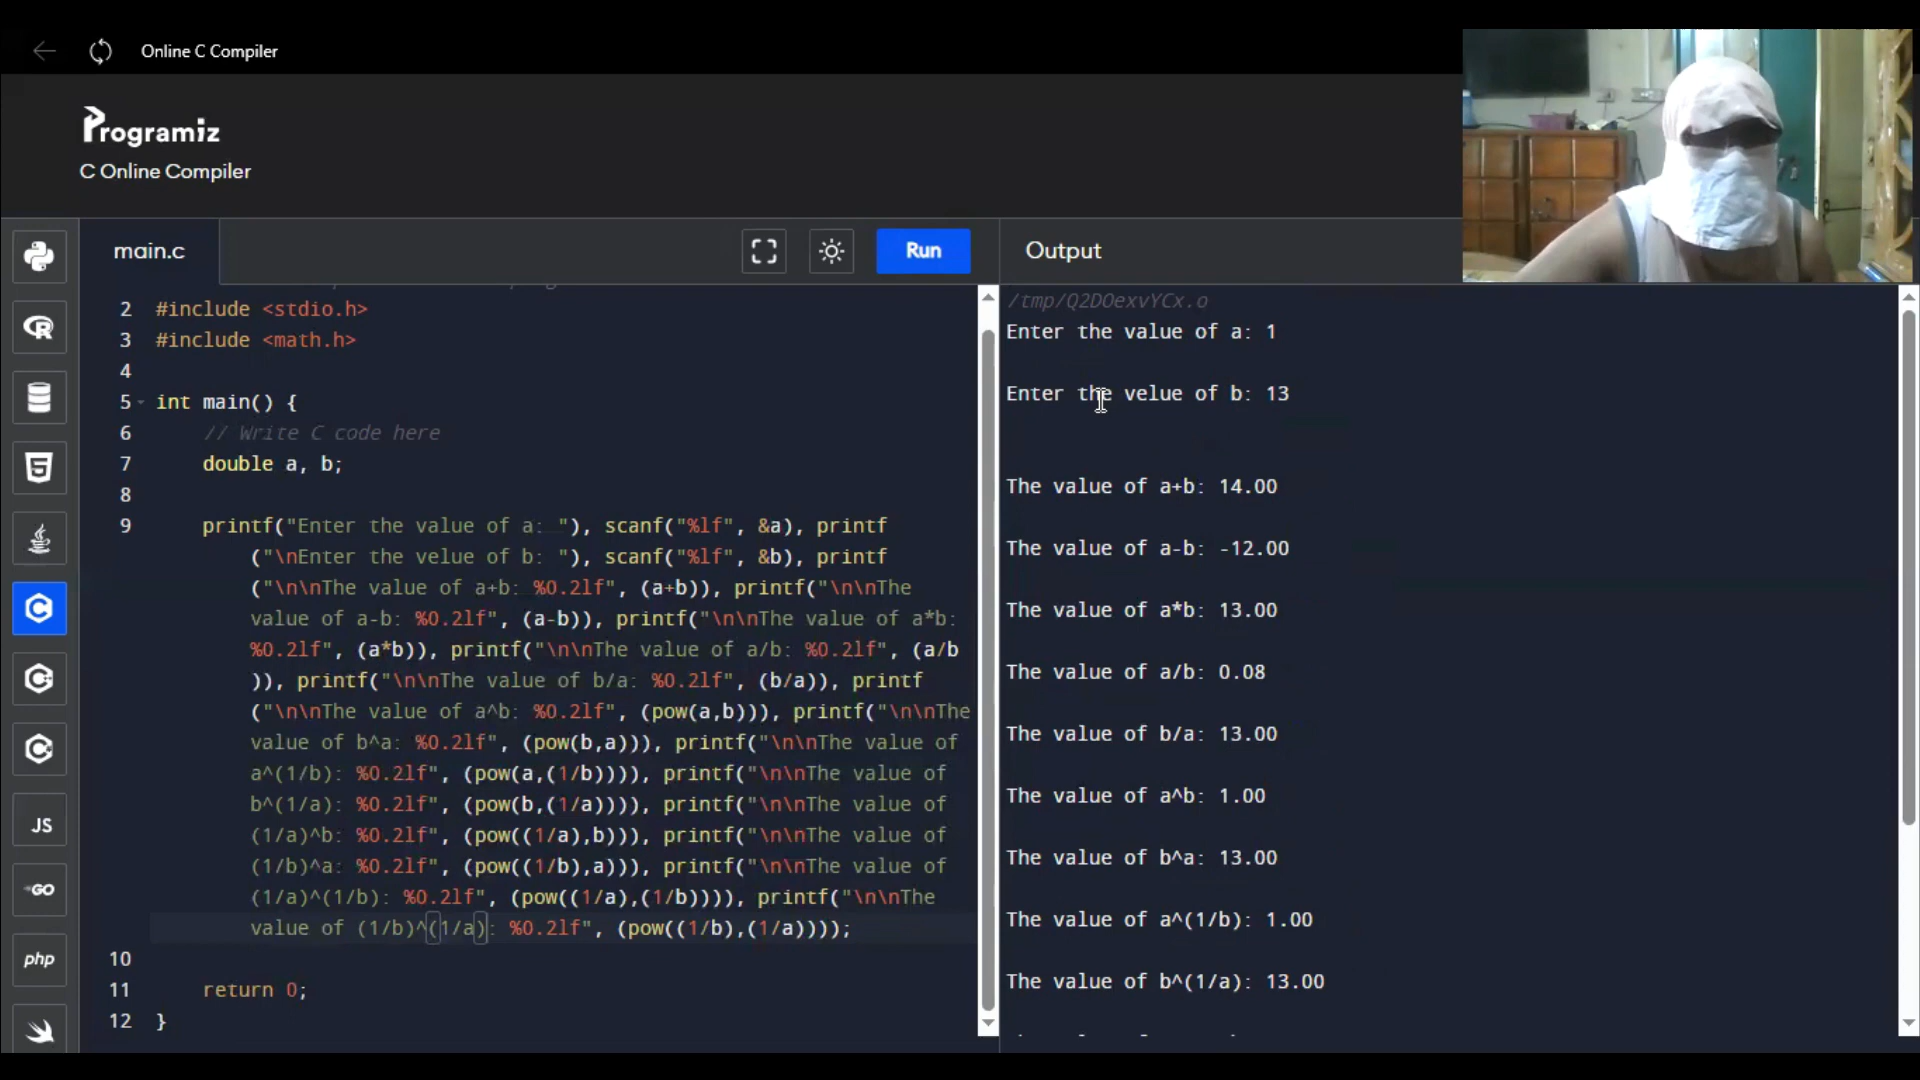 Online C Compiler
Programiz
C Online Compiler
main.c
Run
Output
2 #include <stdio.h>
3 #include <math.h>
4
5 int main() {
6 // Write C code here
7 double a, b;
8
9 printf("Enter the value of a: "), scanf("%lf", &a), printf
("\nEnter the velue of b: "), scanf("%lf", &b), printf
("\n\nThe value of a+b: %0.2lf", (a+b)), printf("\n\nThe
value of a-b: %0.2lf", (a-b)), printf("\n\nThe value of a*b:
%0.2lf", (a*b)), printf("\n\nThe value of a/b: %0.2lf", (a/b
)), printf("\n\nThe value of b/a: %0.2lf", (b/a)), printf
("\n\nThe value of a^b: %0.2lf", (pow(a,b))), printf("\n\nThe
value of b^a: %0.2lf", (pow(b,a))), printf("\n\nThe value of
a^(1/b): %0.2lf", (pow(a,(1/b)))), printf("\n\nThe value of
b^(1/a): %0.2lf", (pow(b,(1/a)))), printf("\n\nThe value of
(1/a)^b: %0.2lf", (pow((1/a),b))), printf("\n\nThe value of
(1/b)^a: %0.2lf", (pow((1/b),a))), printf("\n\nThe value of
(1/a)^(1/b): %0.2lf", (pow((1/a),(1/b)))), printf("\n\nThe
value of (1/b)^(1/a): %0.2lf", (pow((1/b),(1/a))));
10
11 return 0;
12 }
/tmp/Q2DOexvYCx.o
Enter the value of a: 1
Enter the velue of b: 13
The value of a+b: 14.00
The value of a-b: -12.00
The value of a*b: 13.00
The value of a/b: 0.08
The value of b/a: 13.00
The value of a^b: 1.00
The value of b^a: 13.00
The value of a^(1/b): 1.00
The value of b^(1/a): 13.00
R
5
C
C
C
JS
GO
php